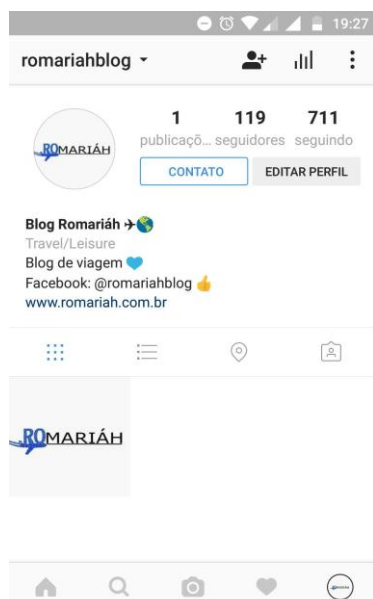 19:27
romariahblog
1 119 711
publicaçõ... seguidores seguindo
CONTATO EDITAR PERFIL
ROMARIÁH
Blog Romariáh ✈🌎
Travel/Leisure
Blog de viagem 💙
Facebook: @romariahblog 👍
www.romariah.com.br
ROMARIÁH